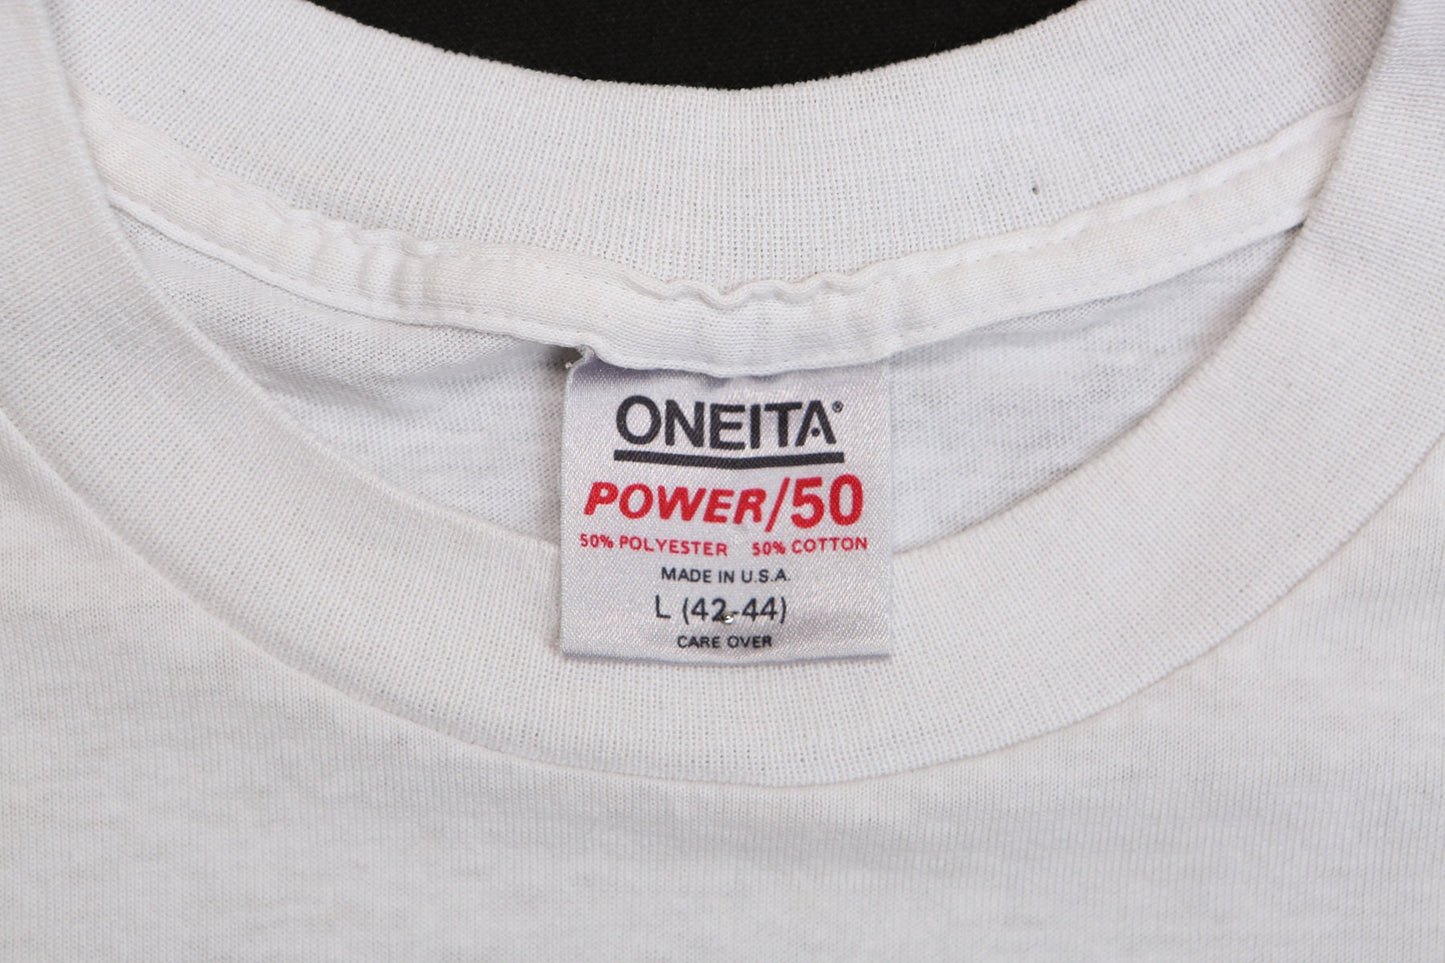 ONEITA®
POWER/50
50% POLYESTER 50% COTTON
MADE IN U.S.A.
L (42-44)
CARE OVER